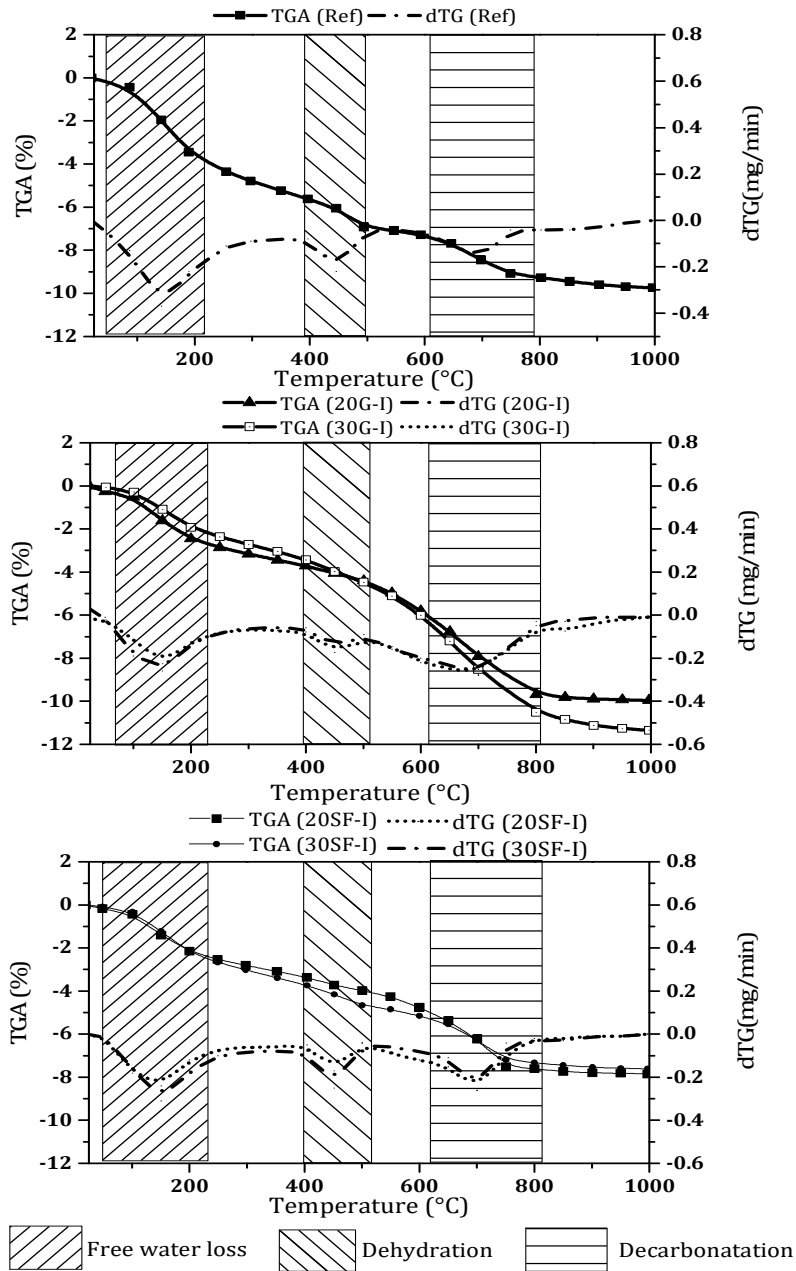 TGA (Ref) dTG (Ref)
2 0.8
0 0.6
-2 0.4
-4 0.2
-6 0.0
-8 -0.2
-10 -0.4
-12
TGA (%)
dTG(mg/min)
200 400 600 800 1000
Temperature (°C)
TGA (20G-I) dTG (20G-I)
TGA (30G-I) dTG (30G-I)
2 0.8
0 0.6
-2 0.4
-4 0.2
-6 0.0
-8 -0.2
-10 -0.4
-12 -0.6
TGA (%)
dTG (mg/min)
200 400 600 800 1000
Temperature (°C)
TGA (20SF-I) dTG (20SF-I)
TGA (30SF-I) dTG (30SF-I)
2 0.8
0 0.6
-2 0.4
-4 0.2
-6 0.0
-8 -0.2
-10 -0.4
-12 -0.6
TGA (%)
dTG(mg/min)
200 400 600 800 1000
Temperature (°C)
Free water loss Dehydration Decarbonatation